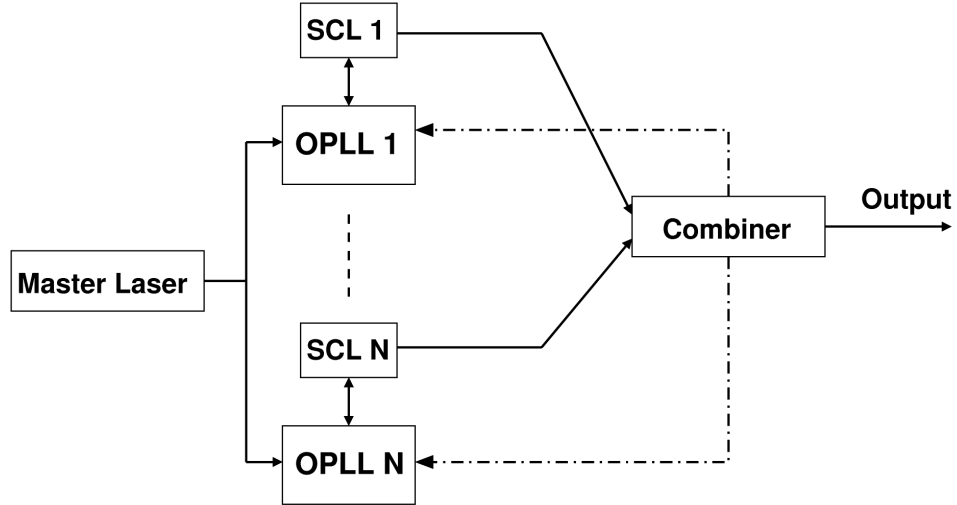 SCL 1
OPLL 1
Master Laser
Combiner
Output
SCL N
OPLL N